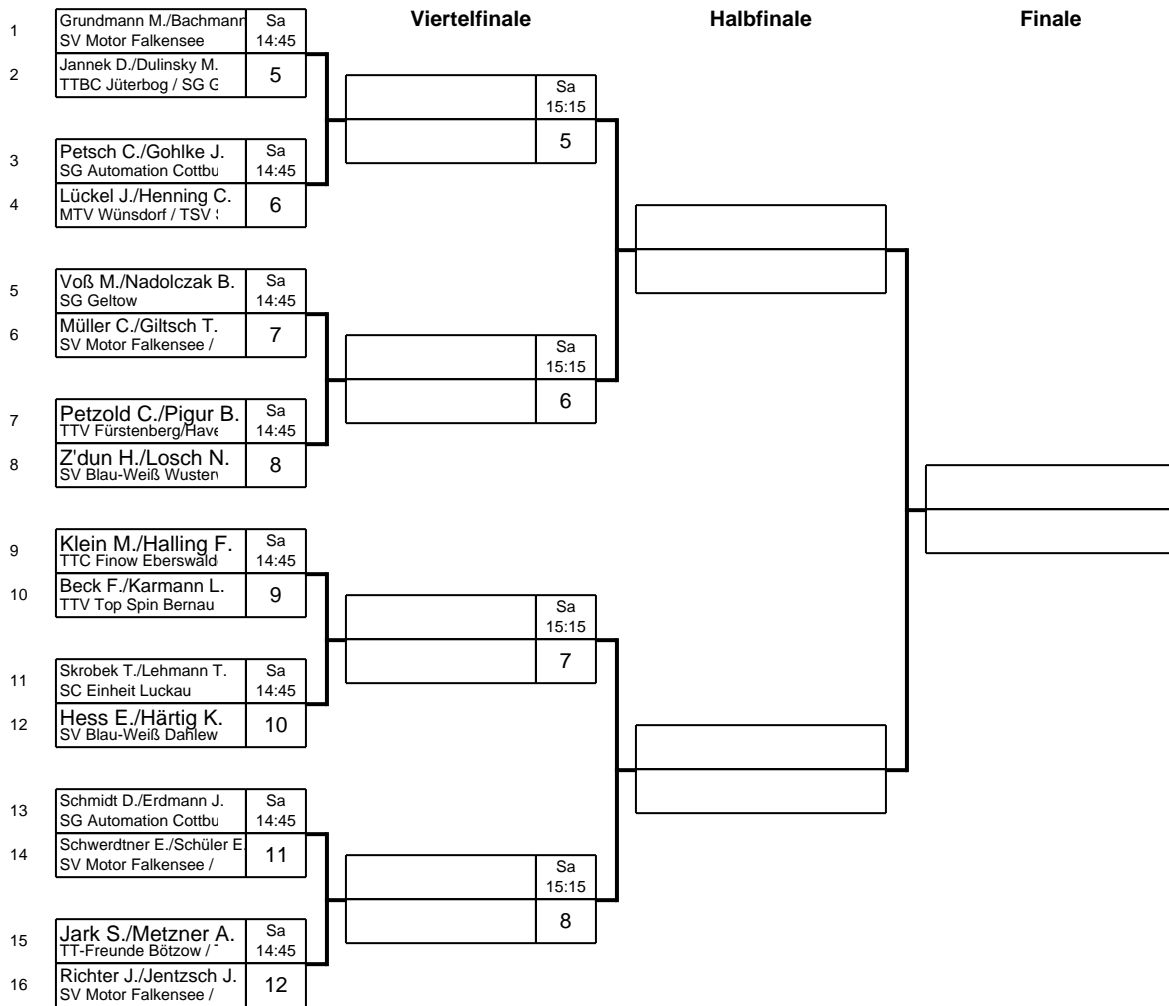 Viertelfinale Halbfinale Finale
1 Grundmann M./Bachmann Sa
SV Motor Falkensee 14:45
2 Jannek D./Dulinsky M. 5
TTBC Jüterbog / SG G
Sa
15:15
5
3 Petsch C./Gohlke J. Sa
SG Automation Cottbu 14:45
4 Lückel J./Henning C. 6
MTV Wünsdorf / TSV S
5 Voß M./Nadolczak B. Sa
SG Geltow 14:45
6 Müller C./Giltsch T. 7
SV Motor Falkensee /
Sa
15:15
6
7 Petzold C./Pigur B. Sa
TTV Fürstenberg/Have 14:45
8 Z'dun H./Losch N. 8
SV Blau-Weiß Wusterw
9 Klein M./Halling F. Sa
TTC Finow Eberswald 14:45
10 Beck F./Karmann L. 9
TTV Top Spin Bernau
Sa
15:15
7
11 Skrobek T./Lehmann T. Sa
SC Einheit Luckau 14:45
12 Hess E./Härtig K. 10
SV Blau-Weiß Dahlew
13 Schmidt D./Erdmann J. Sa
SG Automation Cottbu 14:45
14 Schwerdtner E./Schüler E. 11
SV Motor Falkensee /
Sa
15:15
8
15 Jark S./Metzner A. Sa
TT-Freunde Bötzow / 14:45
16 Richter J./Jentzsch J. 12
SV Motor Falkensee /